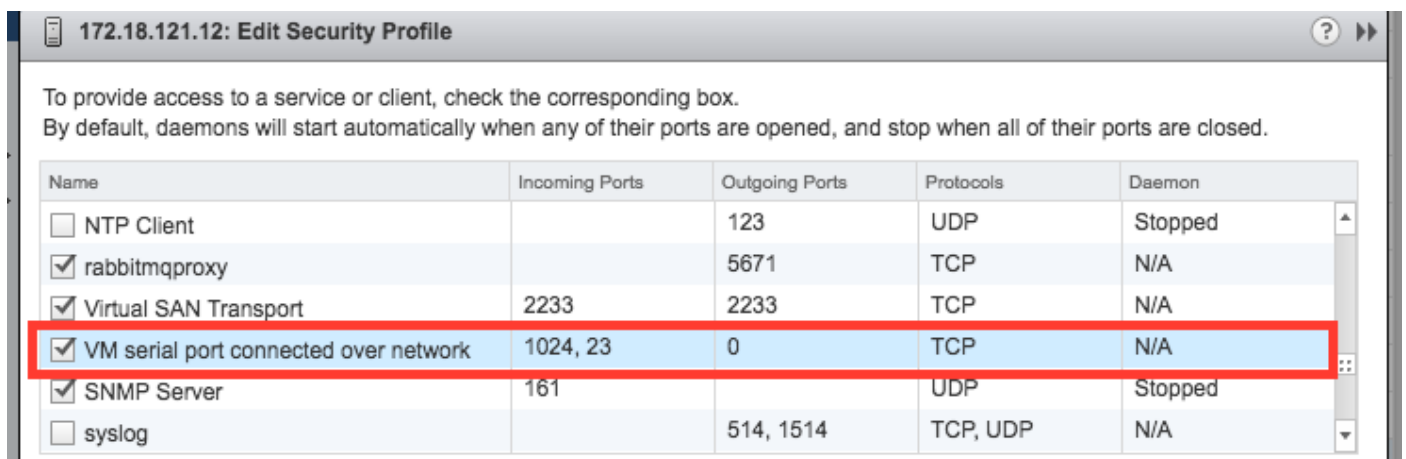 172.18.121.12: Edit Security Profile
To provide access to a service or client, check the corresponding box.
By default, daemons will start automatically when any of their ports are opened, and stop when all of their ports are closed.
Name Incoming Ports Outgoing Ports Protocols Daemon
NTP Client 123 UDP Stopped
rabbitmqproxy 5671 TCP N/A
Virtual SAN Transport 2233 2233 TCP N/A
VM serial port connected over network 1024, 23 0 TCP N/A
SNMP Server 161 UDP Stopped
syslog 514, 1514 TCP, UDP N/A